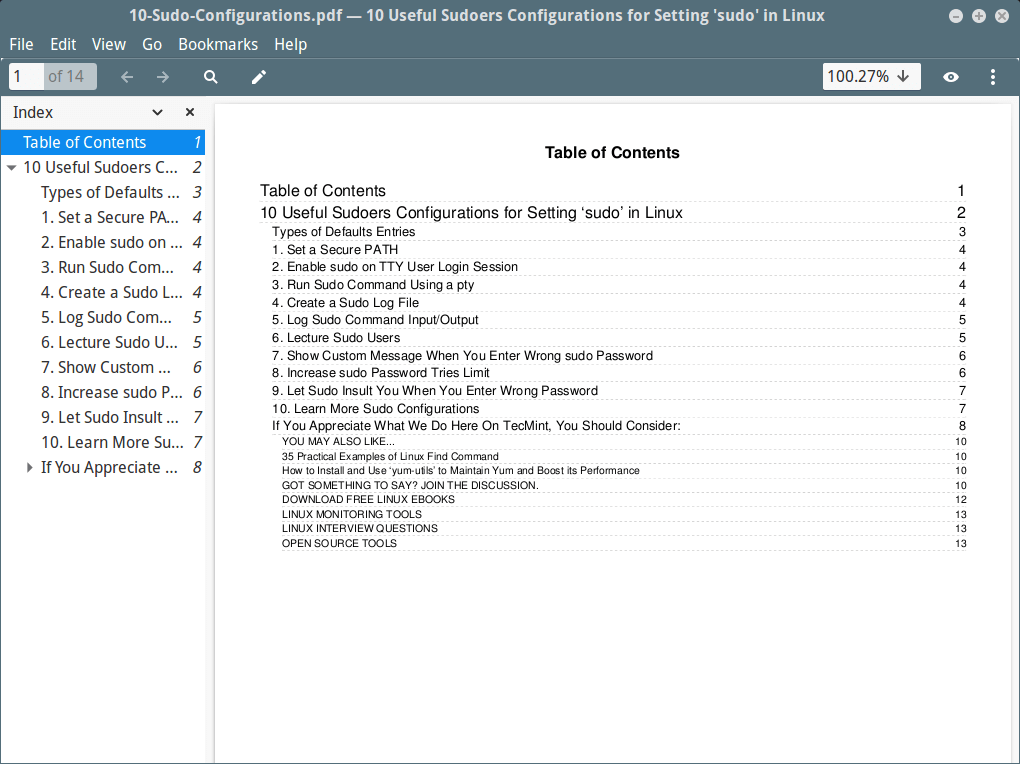 10-Sudo-Configurations.pdf — 10 Useful Sudoers Configurations for Setting 'sudo' in Linux
File Edit View Go Bookmarks Help
1 of 14 100.27%
Index
Table of Contents 1
10 Useful Sudoers C... 2
Types of Defaults ... 3
1. Set a Secure PA... 4
2. Enable sudo on ... 4
3. Run Sudo Com... 4
4. Create a Sudo L... 4
5. Log Sudo Com... 5
6. Lecture Sudo U... 5
7. Show Custom ... 6
8. Increase sudo P... 6
9. Let Sudo Insult ... 7
10. Learn More Su... 7
If You Appreciate ... 8
Table of Contents
Table of Contents 1
10 Useful Sudoers Configurations for Setting ‘sudo’ in Linux 2
Types of Defaults Entries 3
1. Set a Secure PATH 4
2. Enable sudo on TTY User Login Session 4
3. Run Sudo Command Using a pty 4
4. Create a Sudo Log File 4
5. Log Sudo Command Input/Output 5
6. Lecture Sudo Users 5
7. Show Custom Message When You Enter Wrong sudo Password 6
8. Increase sudo Password Tries Limit 6
9. Let Sudo Insult You When You Enter Wrong Password 7
10. Learn More Sudo Configurations 7
If You Appreciate What We Do Here On TecMint, You Should Consider: 8
YOU MAY ALSO LIKE... 10
35 Practical Examples of Linux Find Command 10
How to Install and Use ‘yum-utils’ to Maintain Yum and Boost its Performance 10
GOT SOMETHING TO SAY? JOIN THE DISCUSSION. 10
DOWNLOAD FREE LINUX EBOOKS 12
LINUX MONITORING TOOLS 13
LINUX INTERVIEW QUESTIONS 13
OPEN SOURCE TOOLS 13